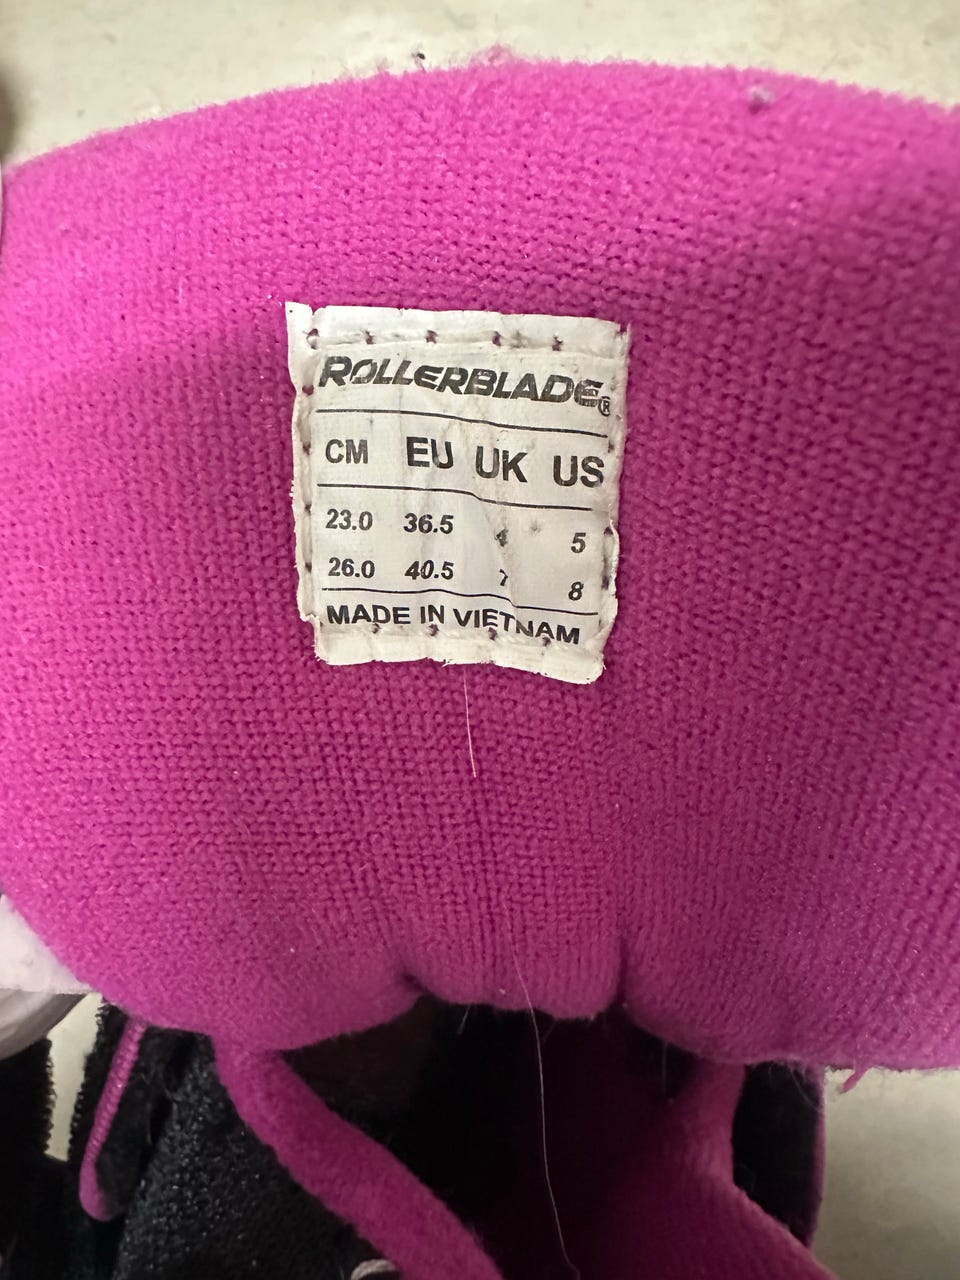 ROLLERBLADE®
CM EU UK US
23.0 36.5 4 5
26.0 40.5 7 8
MADE IN VIETNAM